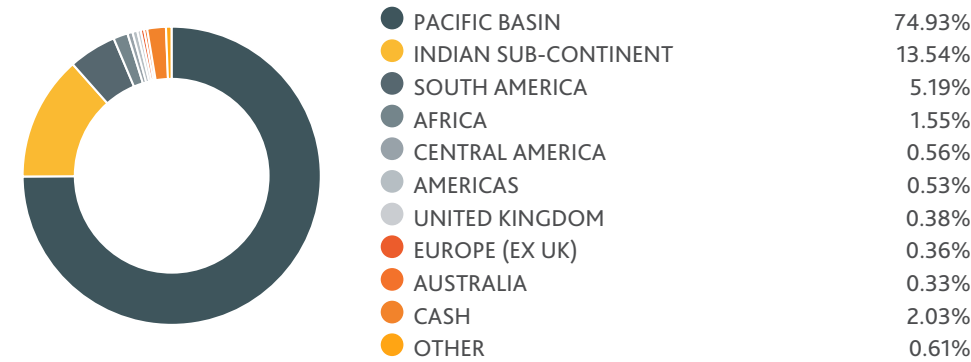 PACIFIC BASIN 74.93%
INDIAN SUB-CONTINENT 13.54%
SOUTH AMERICA 5.19%
AFRICA 1.55%
CENTRAL AMERICA 0.56%
AMERICAS 0.53%
UNITED KINGDOM 0.38%
EUROPE (EX UK) 0.36%
AUSTRALIA 0.33%
CASH 2.03%
OTHER 0.61%